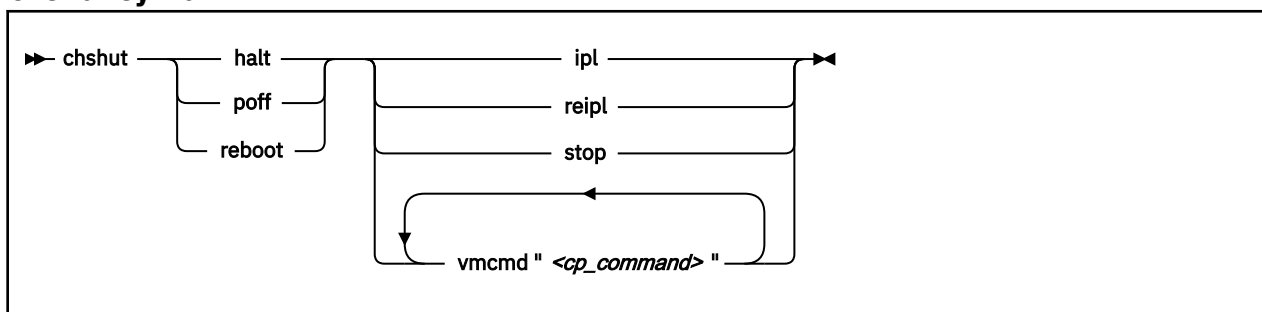 chshut halt ipl
poff reipl
reboot stop
vmcmd " <cp_command> "